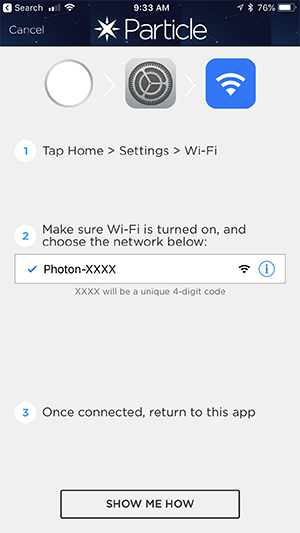 Search 9:33 AM 76%
Cancel Particle
1 Tap Home > Settings > Wi-Fi
2 Make sure Wi-Fi is turned on, and
choose the network below:
Photon-XXXX
XXXX will be a unique 4-digit code
3 Once connected, return to this app
SHOW ME HOW